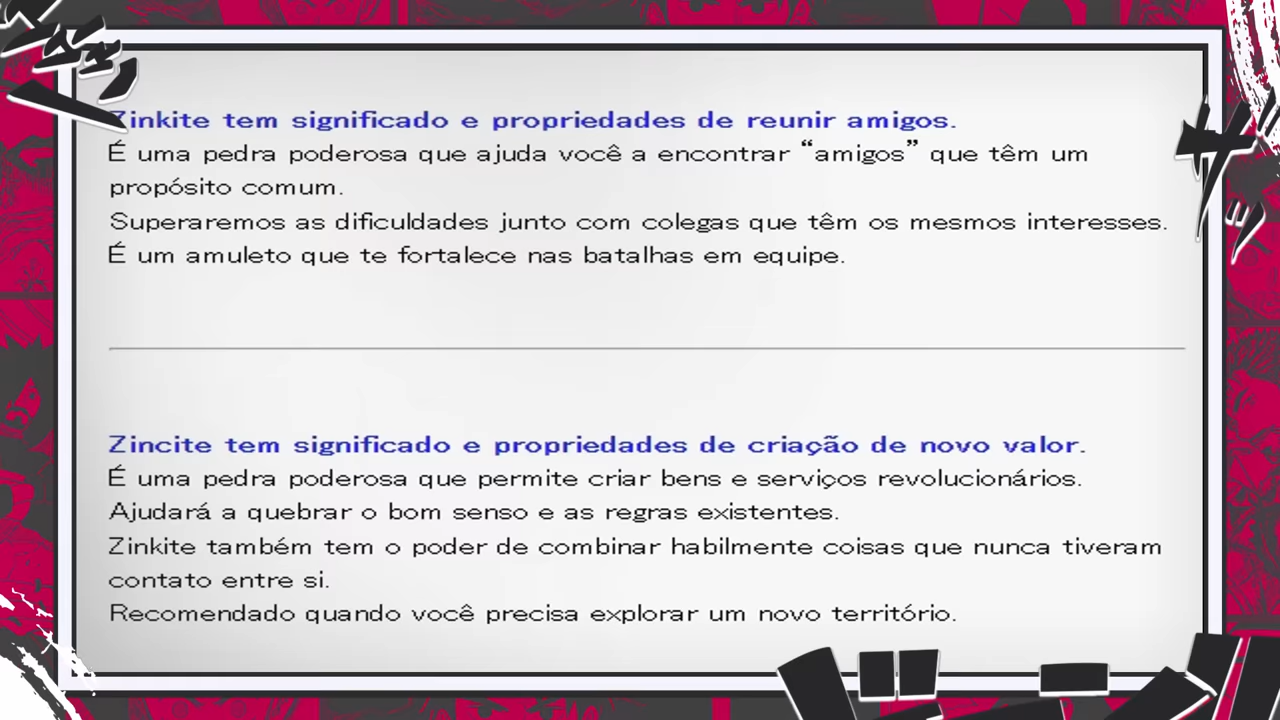 Zinkite tem significado e propriedades de reunir amigos.
É uma pedra poderosa que ajuda você a encontrar “amigos” que têm um
propósito comum.
Superaremos as dificuldades junto com colegas que têm os mesmos interesses.
É um amuleto que te fortalece nas batalhas em equipe.
Zincite tem significado e propriedades de criação de novo valor.
É uma pedra poderosa que permite criar bens e serviços revolucionários.
Ajudará a quebrar o bom senso e as regras existentes.
Zinkite também tem o poder de combinar habilmente coisas que nunca tiveram
contato entre si.
Recomendado quando você precisa explorar um novo território.